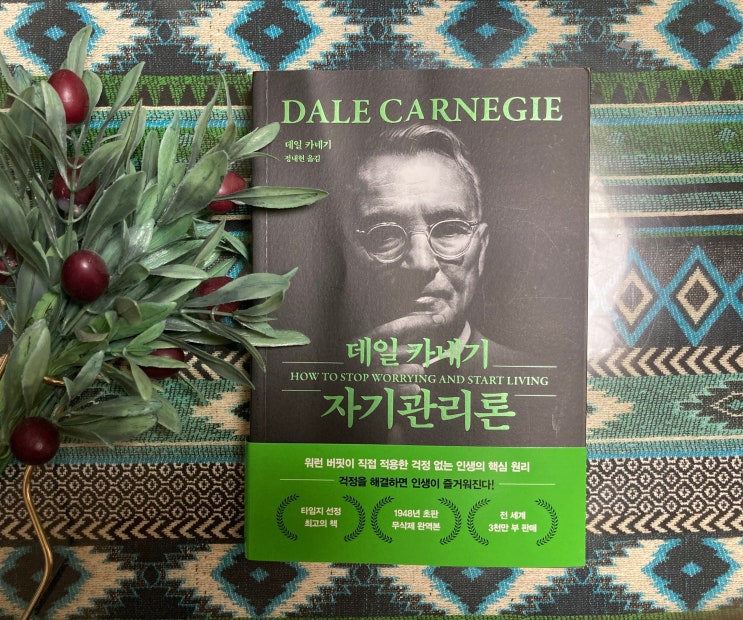 DALE CARNEGIE
데일 카네기
정내현 옮김
데일 카네기
HOW TO STOP WORRYING AND START LIVING
자기관리론
워런 버핏이 직접 적용한 걱정 없는 인생의 핵심 원리
걱정을 해결하면 인생이 즐거워진다!
타임지 선정
최고의 책
1948년 초판
무삭제 완역본
전 세계
3천만 부 판매